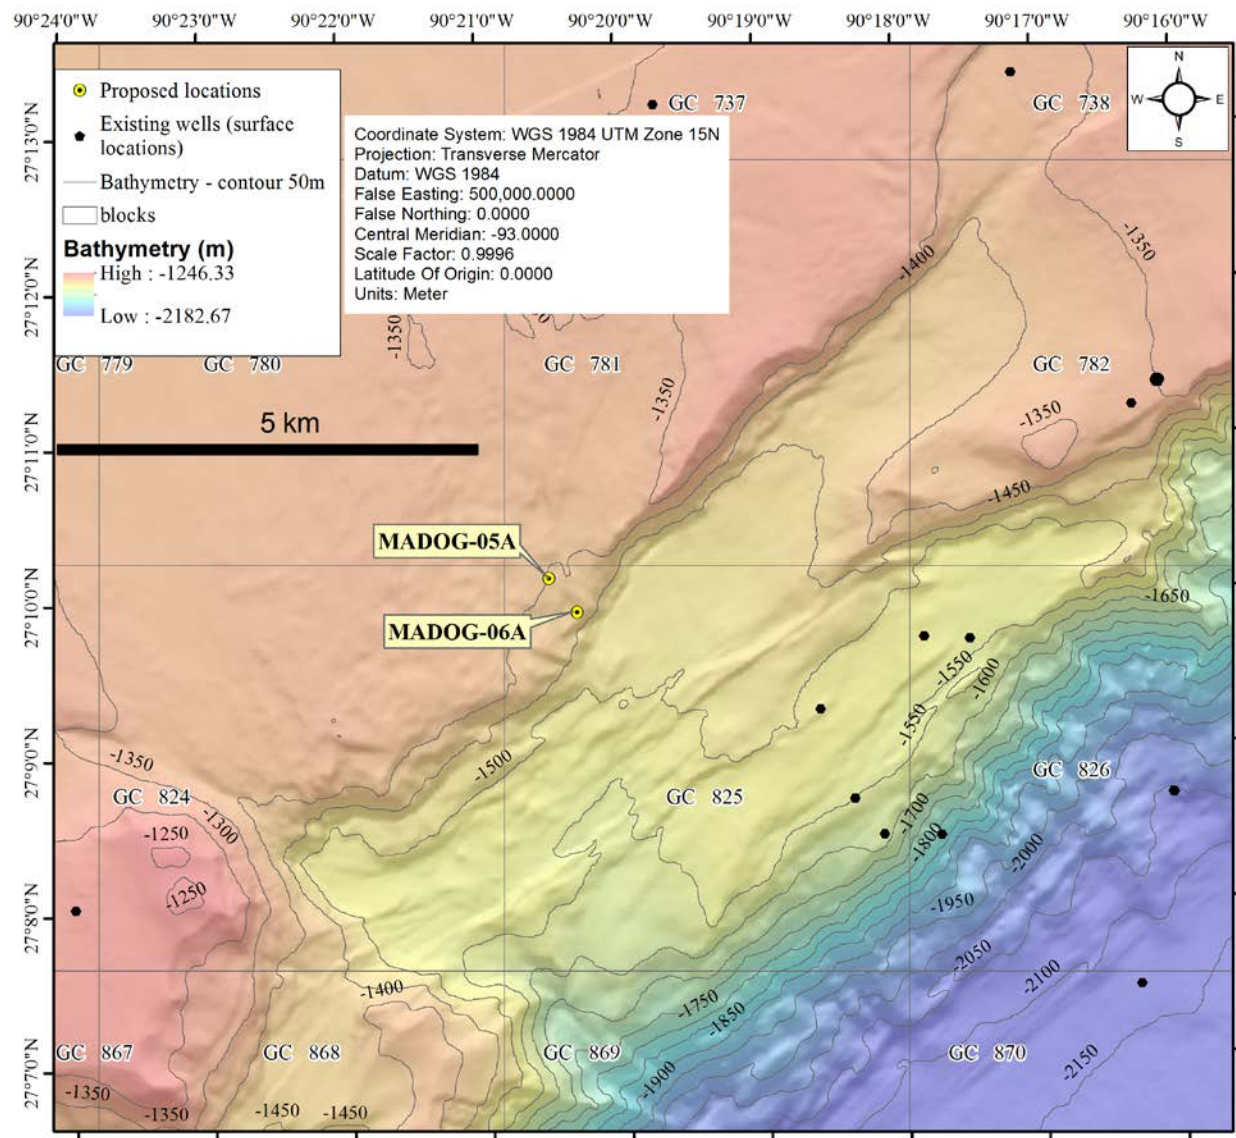 90°24'0"W 90°23'0"W 90°22'0"W 90°21'0"W 90°20'0"W 90°19'0"W 90°18'0"W 90°17'0"W 90°16'0"W
27°13'0"N
27°12'0"N
27°11'0"N
27°10'0"N
27°9'0"N
27°8'0"N
27°7'0"N
Proposed locations
Existing wells (surface
locations)
Bathymetry - contour 50m
blocks
Bathymetry (m)
High : -1246.33
Low : -2182.67
Coordinate System: WGS 1984 UTM Zone 15N
Projection: Transverse Mercator
Datum: WGS 1984
False Easting: 500,000.0000
False Northing: 0.0000
Central Meridian: -93.0000
Scale Factor: 0.9996
Latitude Of Origin: 0.0000
Units: Meter
N
W E
S
GC 737
GC 738
-1350
-1400
-1350
GC 779
GC 780
GC 781
GC 782
-1350
-1350
5 km
-1450
MADOG-05A
MADOG-06A
-1650
-1550
-1600
-1550
-1500
-1350
GC 824
GC 825
GC 826
-1300
-1250
-1250
-1700
-1800
-2000
-1950
-2050
-2100
-1400
-1750
-1850
GC 867
GC 868
GC 869
GC 870
-1900
-2150
-1350
-1350
-1450
-1450